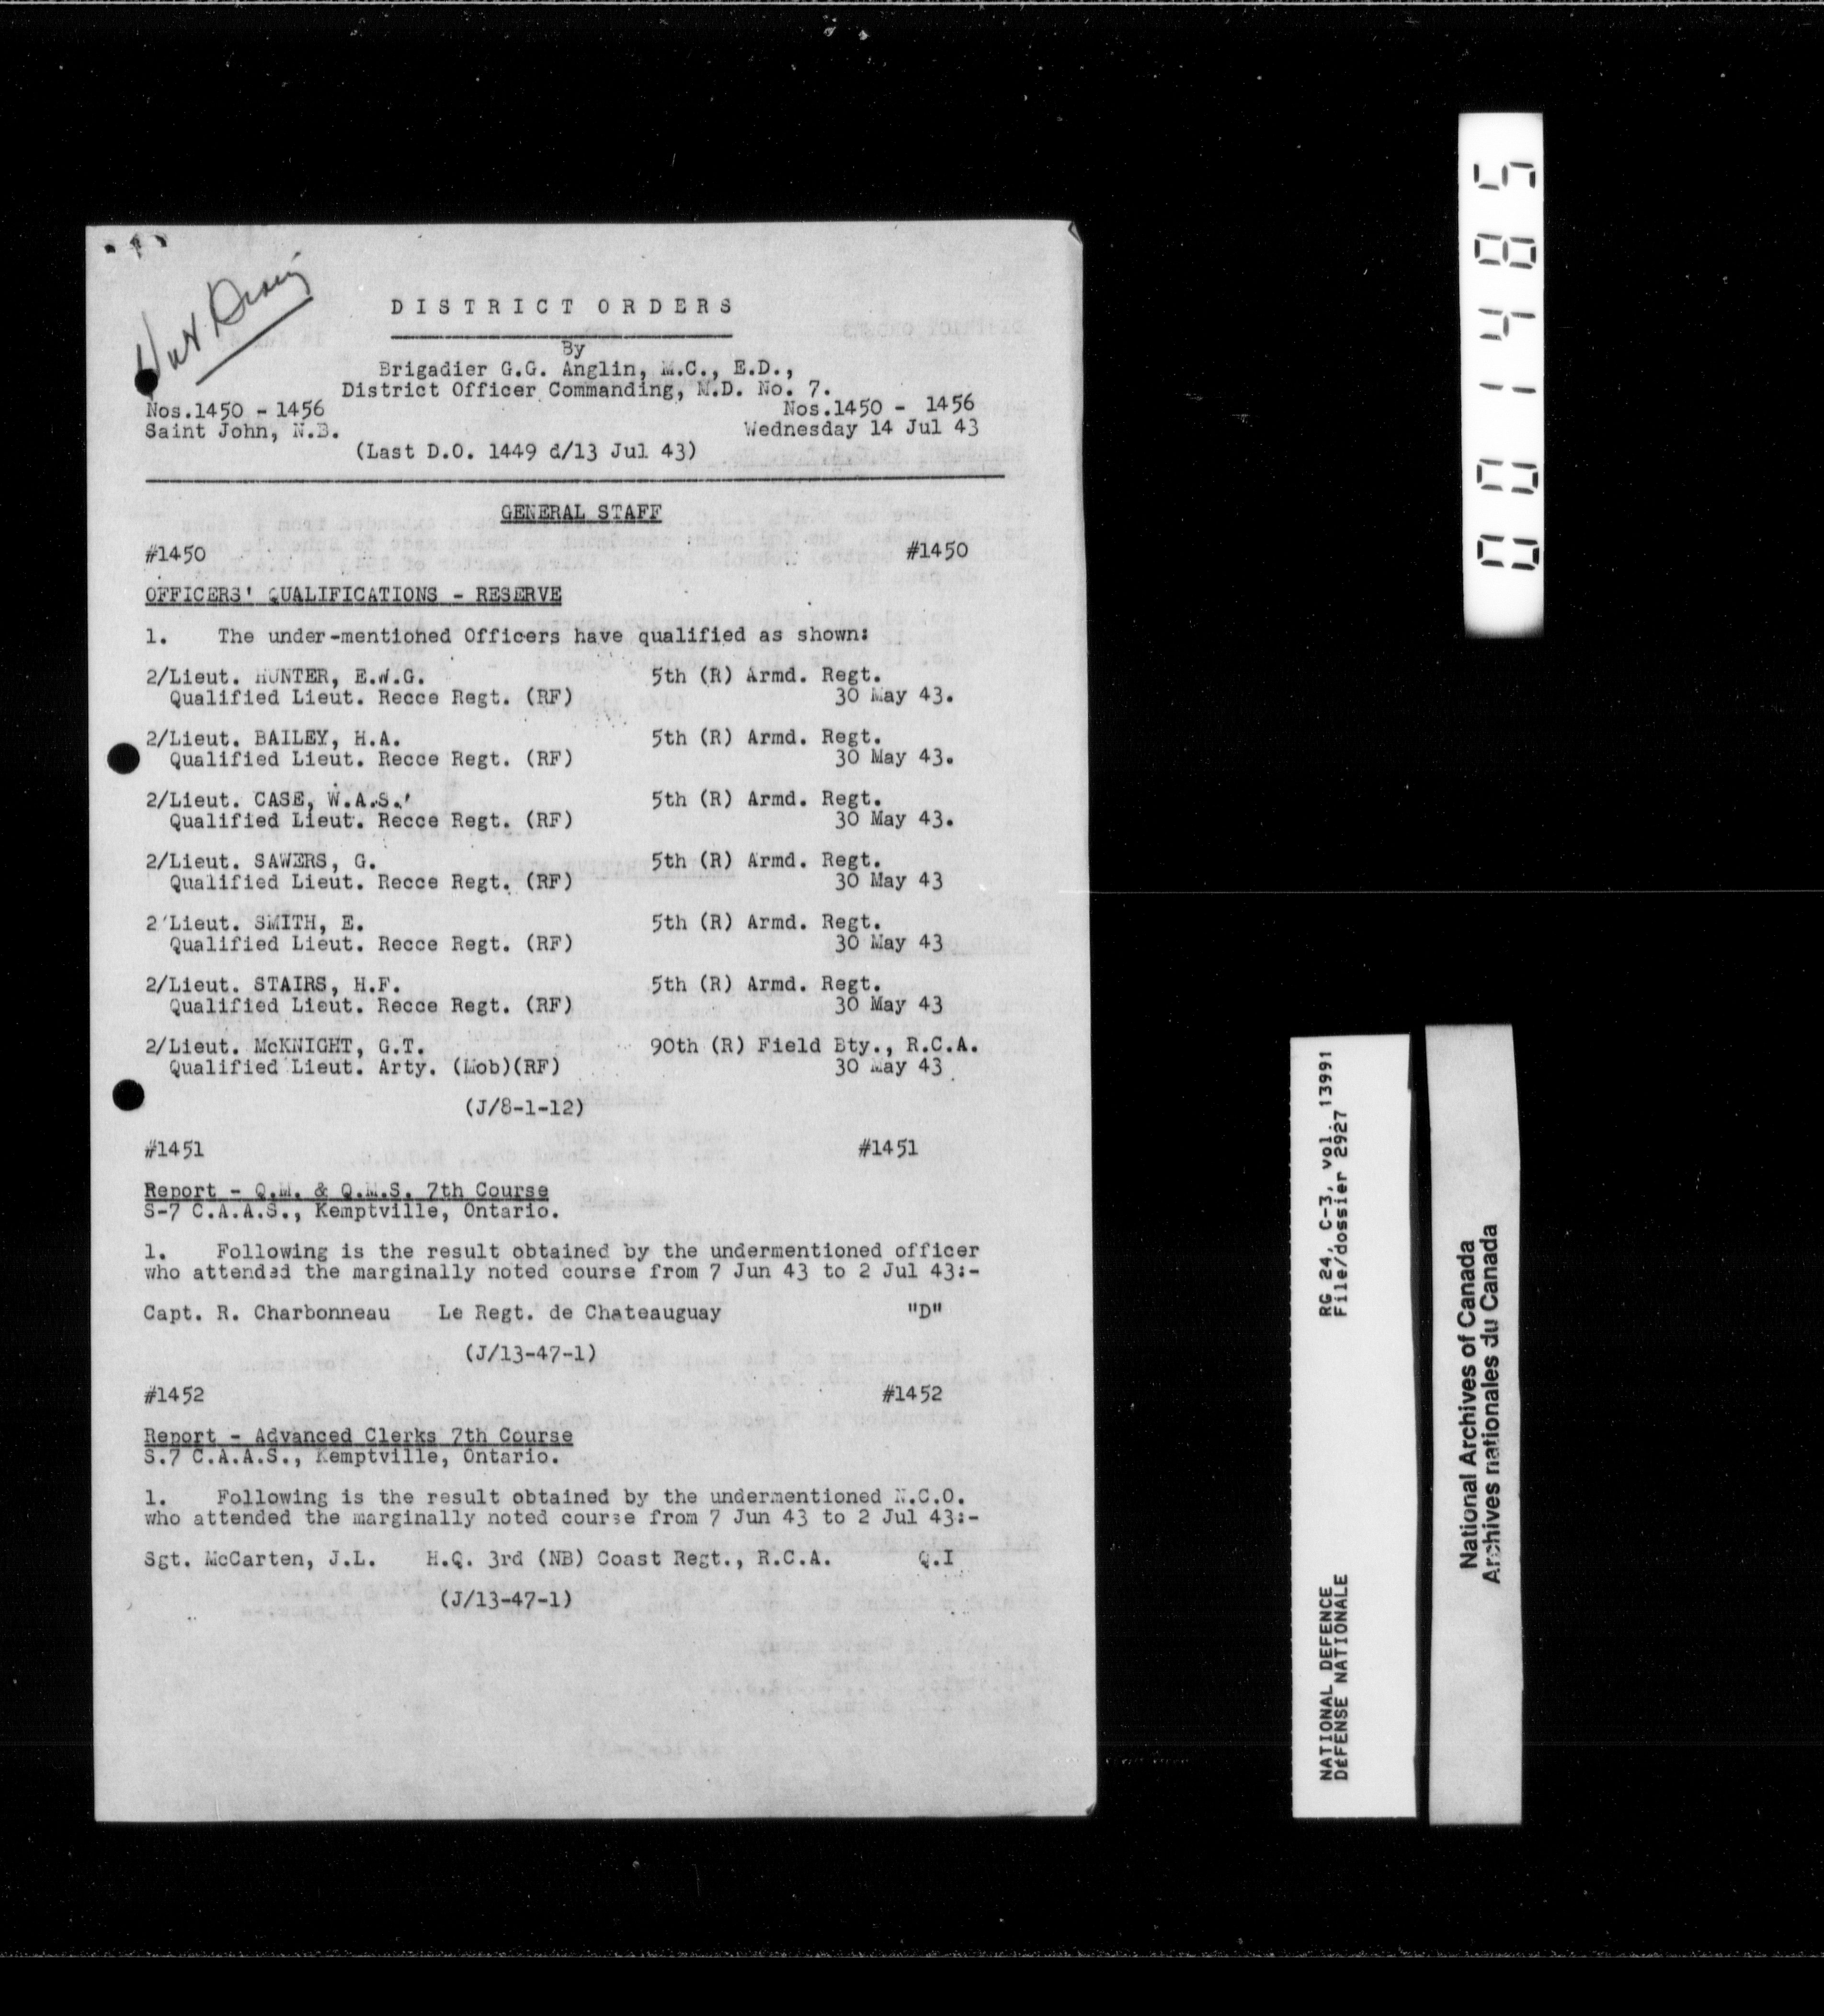 War Diary
DISTRICT ORDERS
By
Brigadier G.G. Anglin, M.C., E.D.,
District Officer Commanding, M.D. No. 7.
Nos.1450 - 1456 Nos.1450 - 1456
Saint John, N.B. Wednesday 14 Jul 43
(Last D.O. 1449 d/13 Jul 43)
GENERAL STAFF
#1450 #1450
OFFICERS' QUALIFICATIONS - RESERVE
1. The under-mentioned Officers have qualified as shown:
2/Lieut. HUNTER, E.W.G. 5th (R) Armd. Regt.
Qualified Lieut. Recce Regt. (RF) 30 May 43.
2/Lieut. BAILEY, H.A. 5th (R) Armd. Regt.
Qualified Lieut. Recce Regt. (RF) 30 May 43.
2/Lieut. CASE, W.A.S. 5th (R) Armd. Regt.
Qualified Lieut. Recce Regt. (RF) 30 May 43.
2/Lieut. SAWERS, G. 5th (R) Armd. Regt.
Qualified Lieut. Recce Regt. (RF) 30 May 43
2/Lieut. SMITH, E. 5th (R) Armd. Regt.
Qualified Lieut. Recce Regt. (RF) 30 May 43
2/Lieut. STAIRS, H.F. 5th (R) Armd. Regt.
Qualified Lieut. Recce Regt. (RF) 30 May 43
2/Lieut. McKNIGHT, G.T. 90th (R) Field Bty., R.C.A.
Qualified Lieut. Arty. (Mob)(RF) 30 May 43
(J/8-1-12)
#1451 #1451
Report - Q.M. & Q.M.S. 7th Course
S-7 C.A.A.S., Kemptville, Ontario.
1. Following is the result obtained by the undermentioned officer
who attended the marginally noted course from 7 Jun 43 to 2 Jul 43:-
Capt. R. Charbonneau Le Regt. de Chateauguay "D"
(J/13-47-1)
#1452 #1452
Report - Advanced Clerks 7th Course
S.7 C.A.A.S., Kemptville, Ontario.
1. Following is the result obtained by the undermentioned N.C.O.
who attended the marginally noted course from 7 Jun 43 to 2 Jul 43:-
Sgt. McCarten, J.L. H.Q. 3rd (NB) Coast Regt., R.C.A. Q.I
(J/13-47-1)
001485
NATIONAL DEFENCE RG 24, C-3, vol. 13991
DÉFENSE NATIONALE File/dossier 2927
National Archives of Canada
Archives nationales du Canada